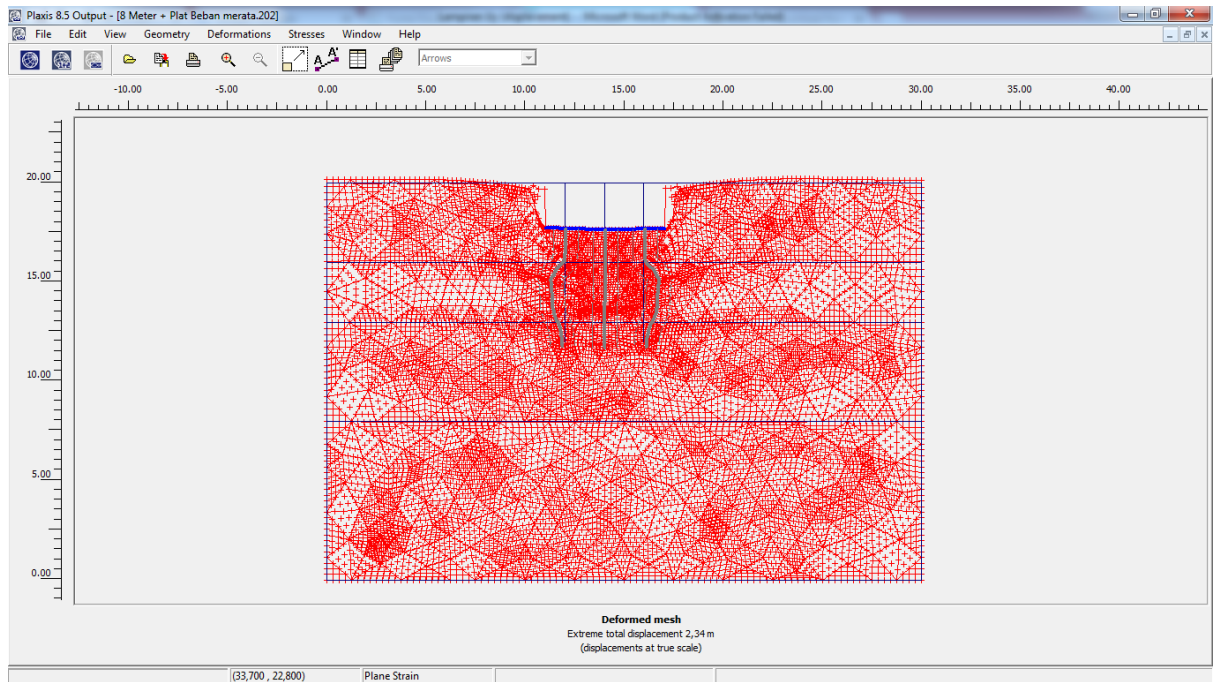 Plaxis 8.5 Output - [8 Meter + Plat Beban merata.202]
File Edit View Geometry Deformations Stresses Window Help
Arrows
-10.00 -5.00 0.00 5.00 10.00 15.00 20.00 25.00 30.00 35.00 40.00
20.00
15.00
10.00
5.00
0.00
Deformed mesh
Extreme total displacement 2,34 m
(displacements at true scale)
(33,700 , 22,800) Plane Strain